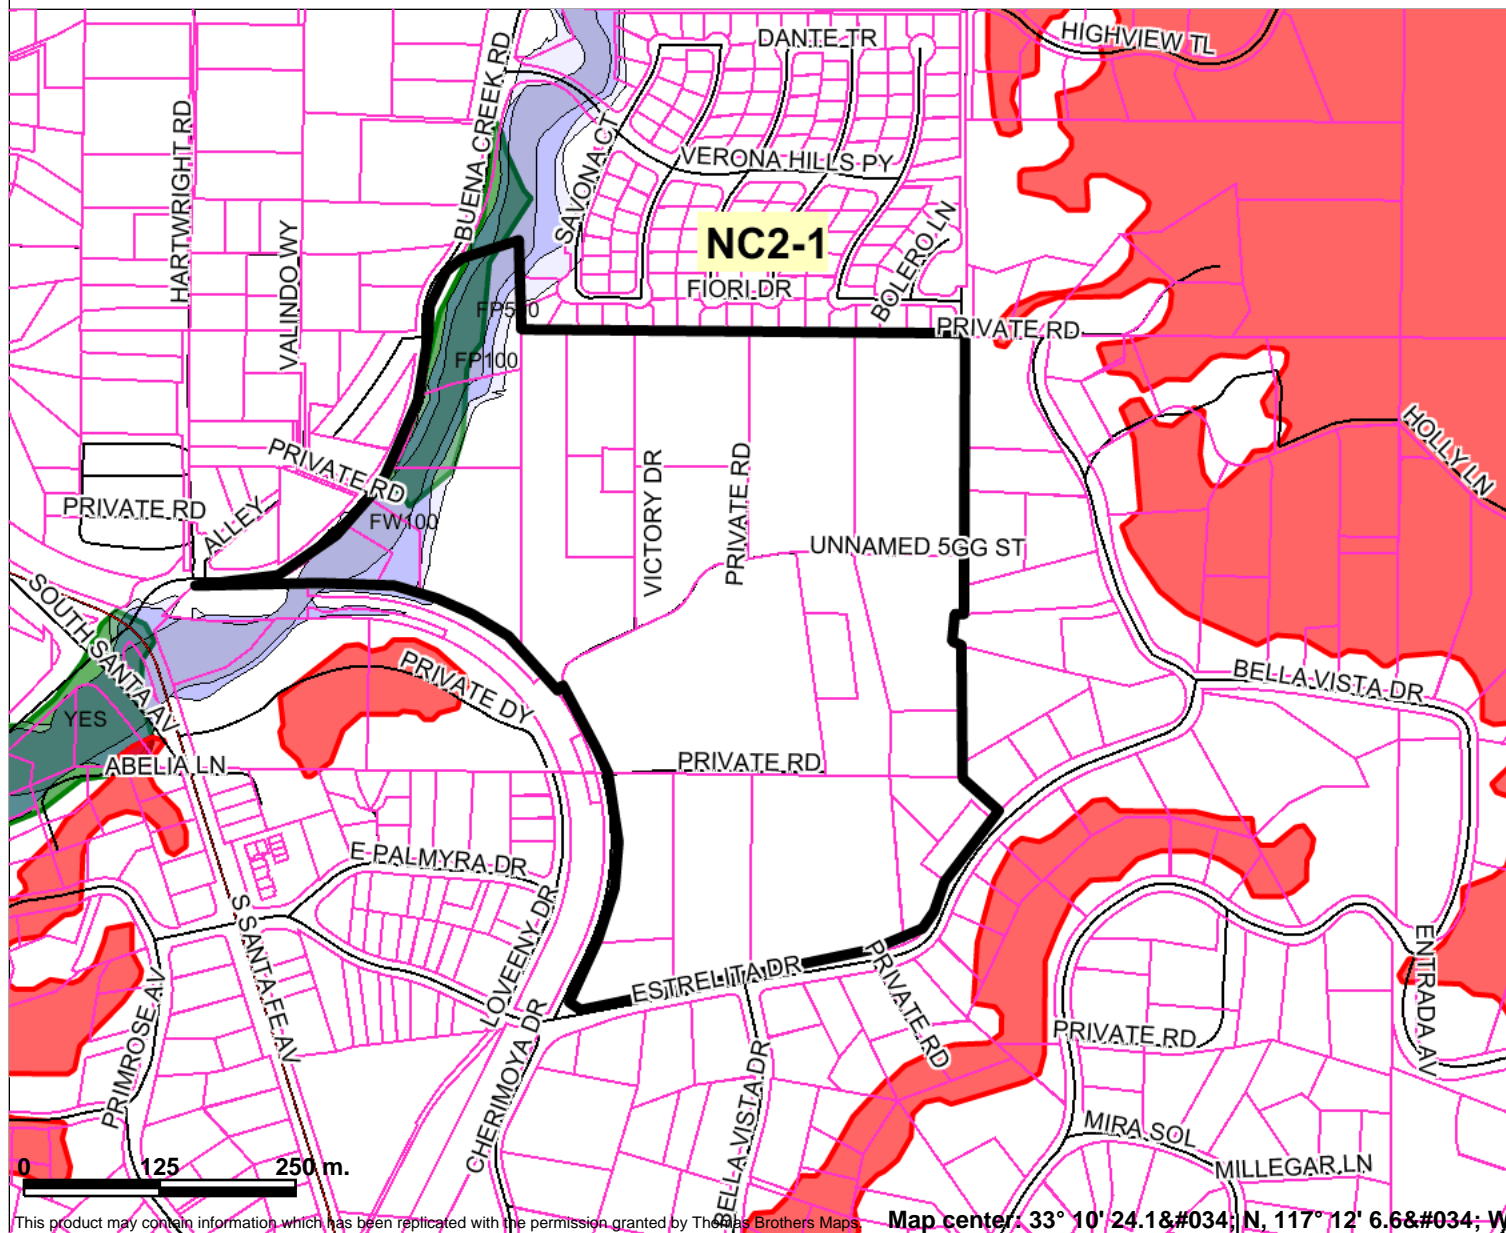 HIGHVIEW TL
DANTE TR
BUENA CREEK RD
HARTWRIGHT RD
SAVONA CT
VERONA HILLS PY
VALINDO WY
NC2-1
BOLERO LN
FIORI DR
FP500
PRIVATE RD
FP100
HOLLY LN
PRIVATE RD
PRIVATE RD
ALLEY
FW100
VICTORY DR
PRIVATE RD
UNNAMED 5GG ST
SOUTH SANTA AV
PRIVATE DY
BELLA VISTA DR
YES
ABELIA LN
PRIVATE RD
E PALMYRA DR
LOVEENY DR
S SANTA FE AV
PRIMROSE AV
ESTRELITA DR
PRIVATE RD
ENTRADA AV
CHERIMOYA DR
BELLA VISTA DR
PRIVATE RD
MIRA SOL
MILLEGAR LN
0 125 250 m.
This product may contain information which has been replicated with the permission granted by Thomas Brothers Maps.
Map center: 33° 10' 24.1&#034; N, 117° 12' 6.6&#034; W